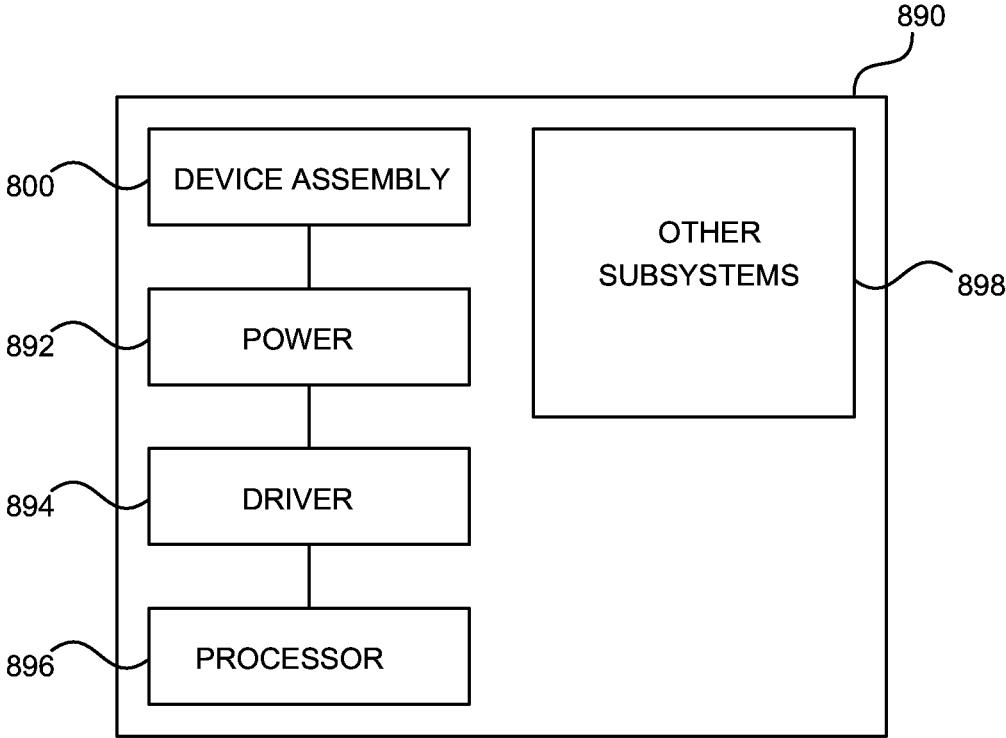 890
800
DEVICE ASSEMBLY
OTHER
SUBSYSTEMS
898
892
POWER
894
DRIVER
896
PROCESSOR